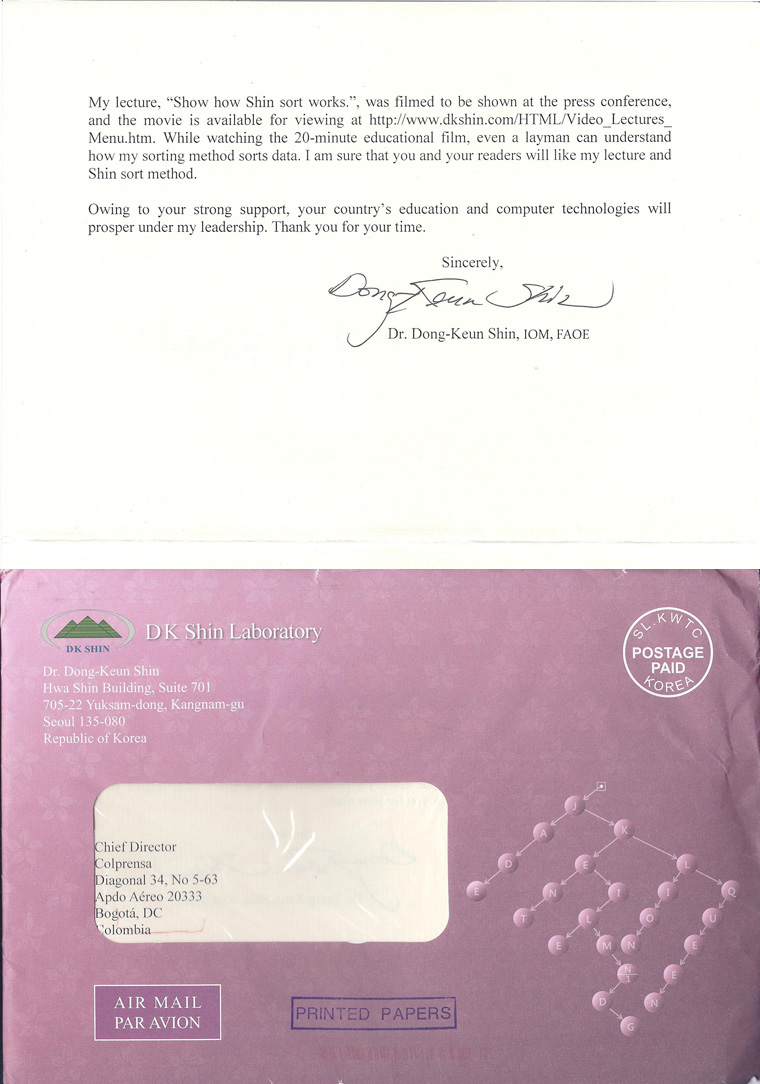 My lecture, “Show how Shin sort works.”, was filmed to be shown at the press conference,
and the movie is available for viewing at http://www.dkshin.com/HTML/Video_Lectures_
Menu.htm. While watching the 20-minute educational film, even a layman can understand
how my sorting method sorts data. I am sure that you and your readers will like my lecture and
Shin sort method.
Owing to your strong support, your country’s education and computer technologies will
prosper under my leadership. Thank you for your time.
Sincerely,
Dong-Keun Shin
Dr. Dong-Keun Shin, IOM, FAOE
DK SHIN
DK Shin Laboratory
Dr. Dong-Keun Shin
Hwa Shin Building, Suite 701
705-22 Yuksam-dong, Kangnam-gu
Seoul 135-080
Republic of Korea
SL.KWTC
POSTAGE
PAID
KOREA
Chief Director
Colprensa
Diagonal 34, No 5-63
Apdo Aéreo 20333
Bogotá, DC
Colombia
J
A K
D E L
E N I I Q
T L O U
E M N E
N E
1
D N
G
AIR MAIL
PAR AVION
PRINTED PAPERS